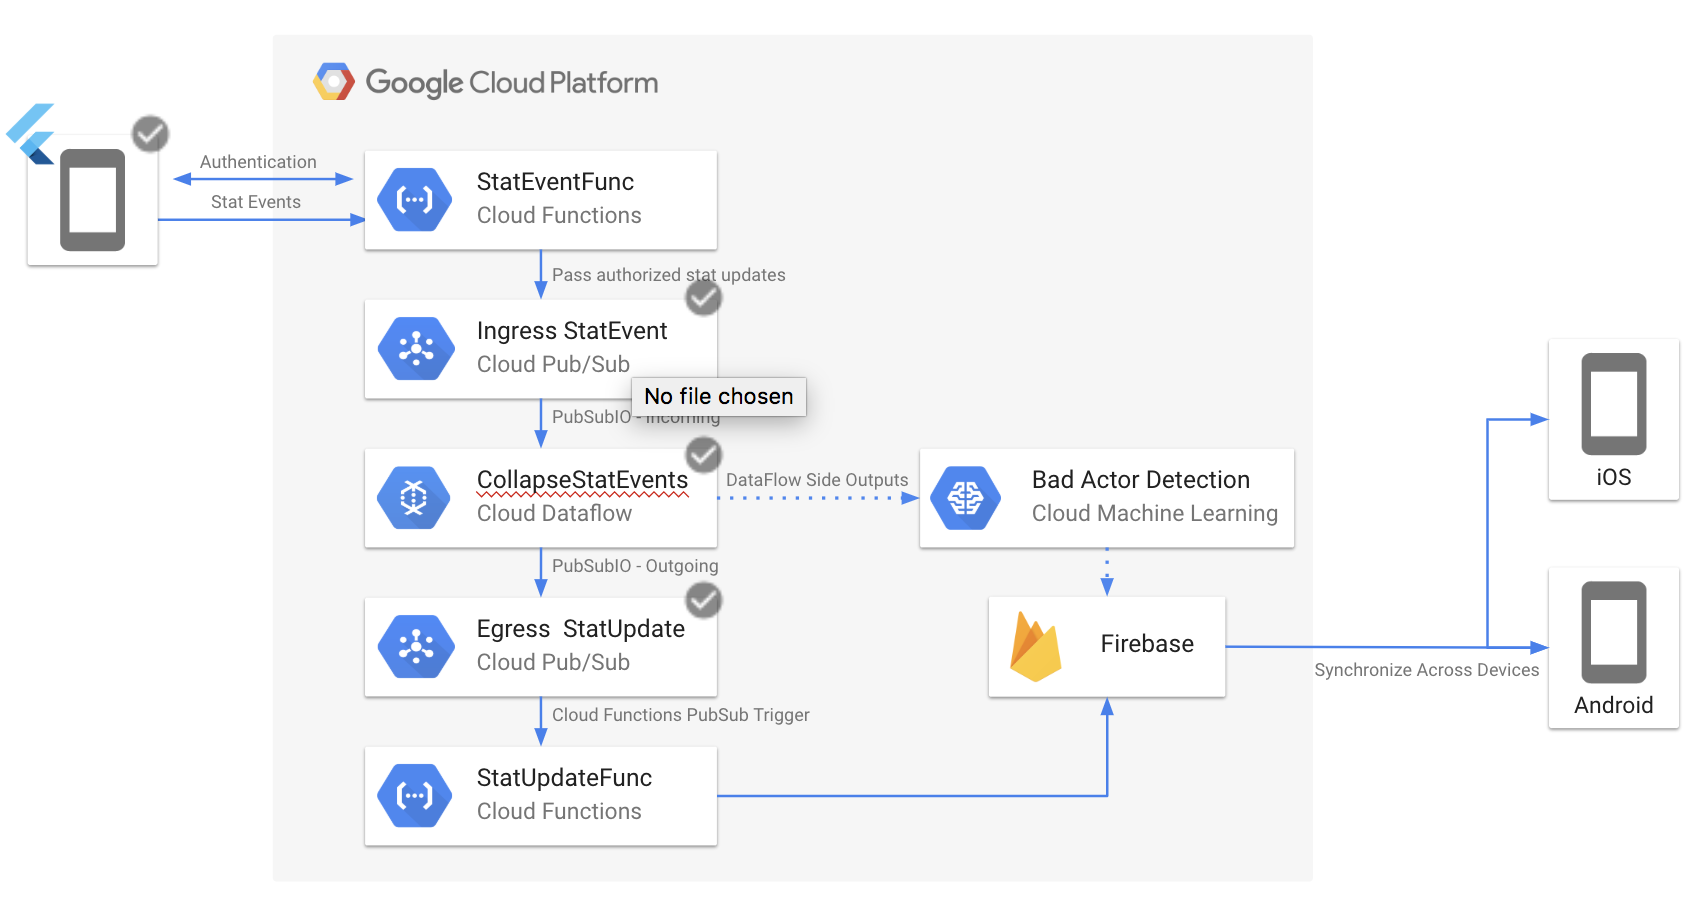 Google Cloud Platform
Authentication
Stat Events
StatEventFunc
Cloud Functions
Pass authorized stat updates
Ingress StatEvent
Cloud Pub/Sub
No file chosen
PubSubIO - Incoming
CollapseStatEvents
Cloud Dataflow
DataFlow Side Outputs
Bad Actor Detection
Cloud Machine Learning
iOS
PubSubIO - Outgoing
Egress  StatUpdate
Cloud Pub/Sub
Firebase
Synchronize Across Devices
Android
Cloud Functions PubSub Trigger
StatUpdateFunc
Cloud Functions